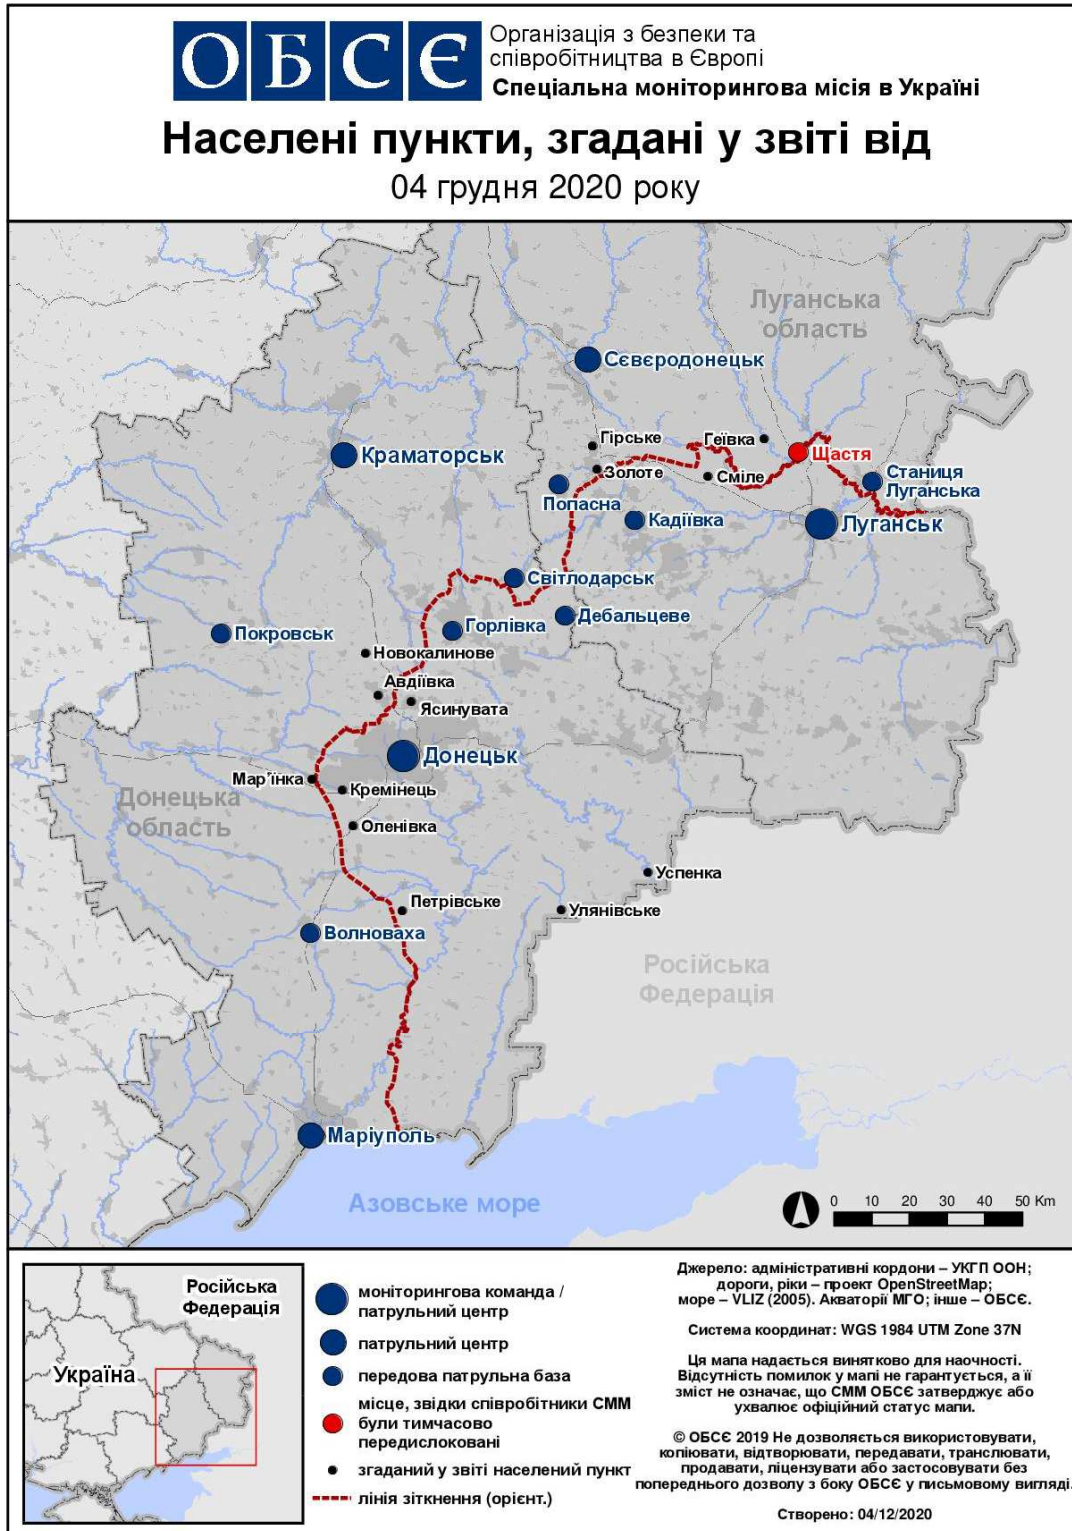 ОБСЄ
Організація з безпеки та
співробітництва в Європі
Спеціальна моніторингова місія в Україні
Населені пункти, згадані у звіті від
04 грудня 2020 року
Луганська
область
Сєвєродонецьк
Гірське
Геївка
Щастя
Краматорськ
Золоте
Сміле
Станиця
Луганська
Попасна
Кадіївка
Луганськ
Світлодарськ
Дебальцеве
Горлівка
Покровськ
Новокалинове
Авдіївка
Ясинувата
Донецьк
Мар'їнка
Кремінець
Донецька
область
Оленівка
Успенка
Петрівське
Улянівське
Волноваха
Російська
Федерація
Маріуполь
Азовське море
0 10 20 30 40 50 Km
Російська
Федерація
Україна
моніторингова команда /
патрульний центр
патрульний центр
передова патрульна база
місце, звідки співробітники СММ
були тимчасово
передислоковані
згаданий у звіті населений пункт
лінія зіткнення (орієнт.)
Джерело: адміністративні кордони – УКГП ООН;
дороги, ріки – проект OpenStreetMap;
море – VLIZ (2005). Акваторії МГО; інше – ОБСЄ.
Система координат: WGS 1984 UTM Zone 37N
Ця мапа надається винятково для наочності.
Відсутність помилок у мапі не гарантується, а її
зміст не означає, що СММ ОБСЄ затверджує або
ухвалює офіційний статус мапи.
© ОБСЄ 2019 Не дозволяється використовувати,
копіювати, відтворювати, передавати, транслювати,
продавати, ліцензувати або застосовувати без
попереднього дозволу з боку ОБСЄ у письмовому вигляді.
Створено: 04/12/2020